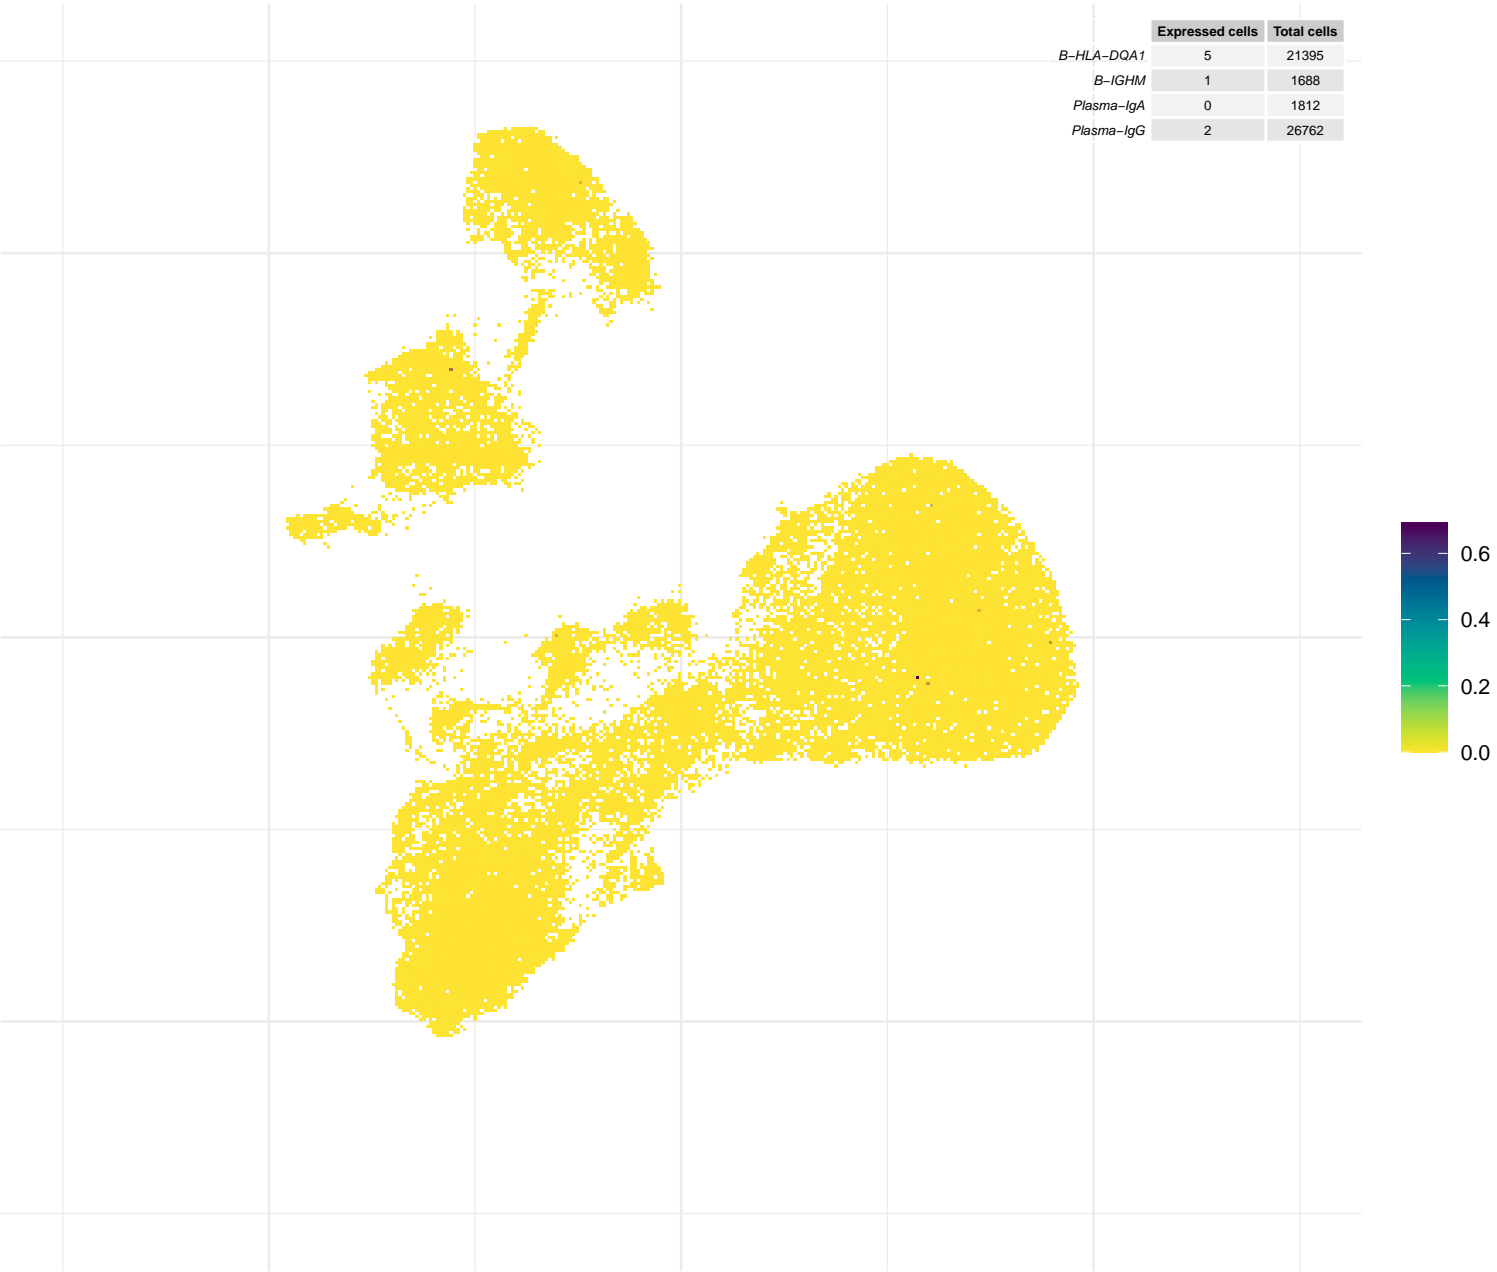 Expressed cells Total cells
B−HLA−DQA1 5 21395
B−IGHM 1 1688
Plasma−IgA 0 1812
Plasma−IgG 2 26762
0.6
0.4
0.2
0.0